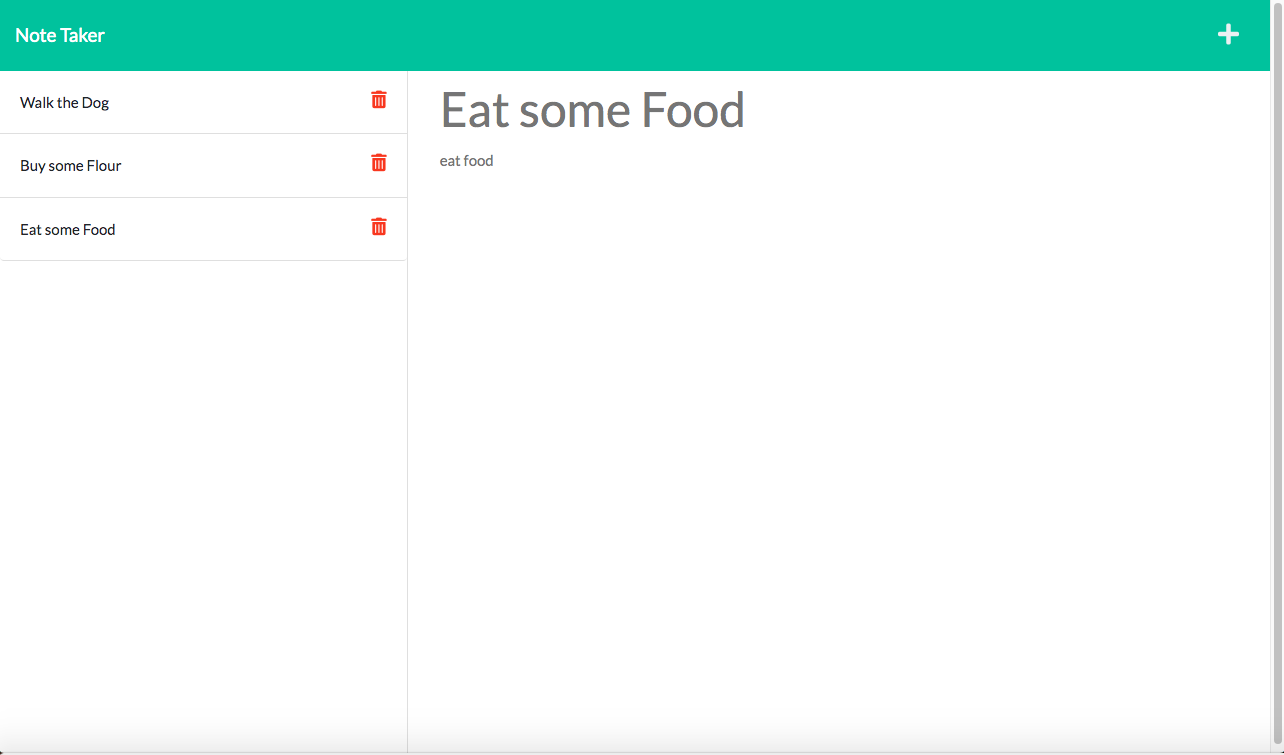 Note Taker
Walk the Dog
Buy some Flour
Eat some Food
Eat some Food
eat food